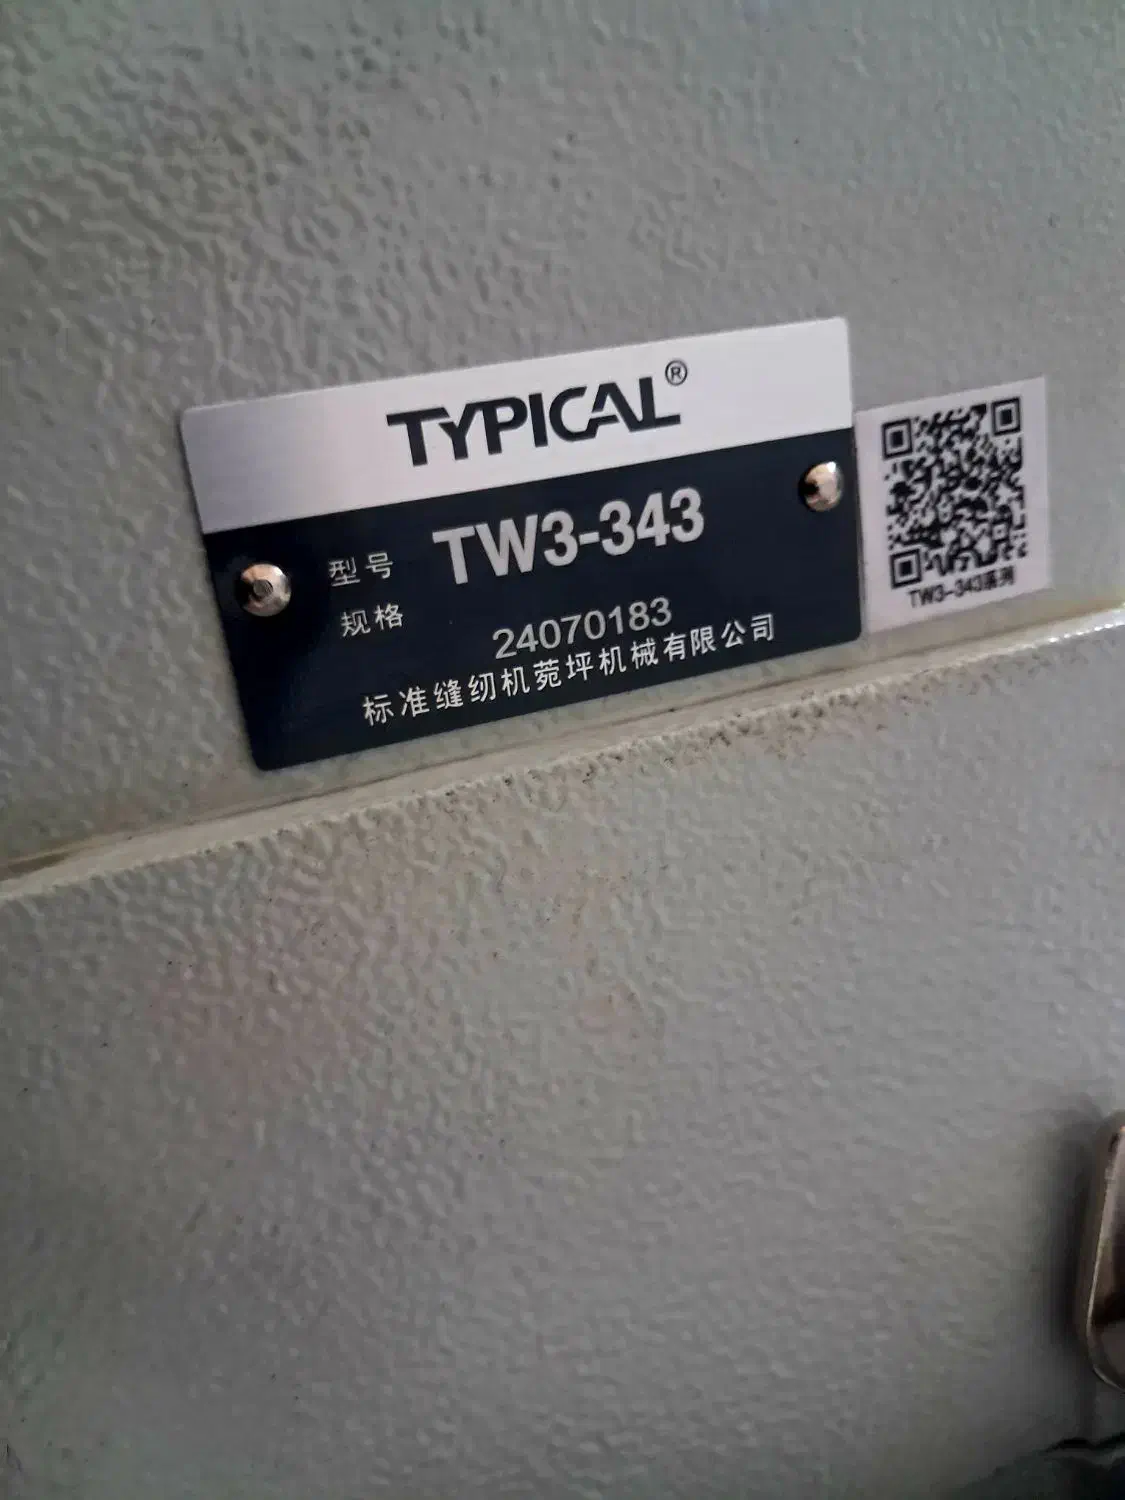 TYPICAL®
型号 TW3-343
规格 24070183
标准缝纫机菀坪机械有限公司
TW3-343系列